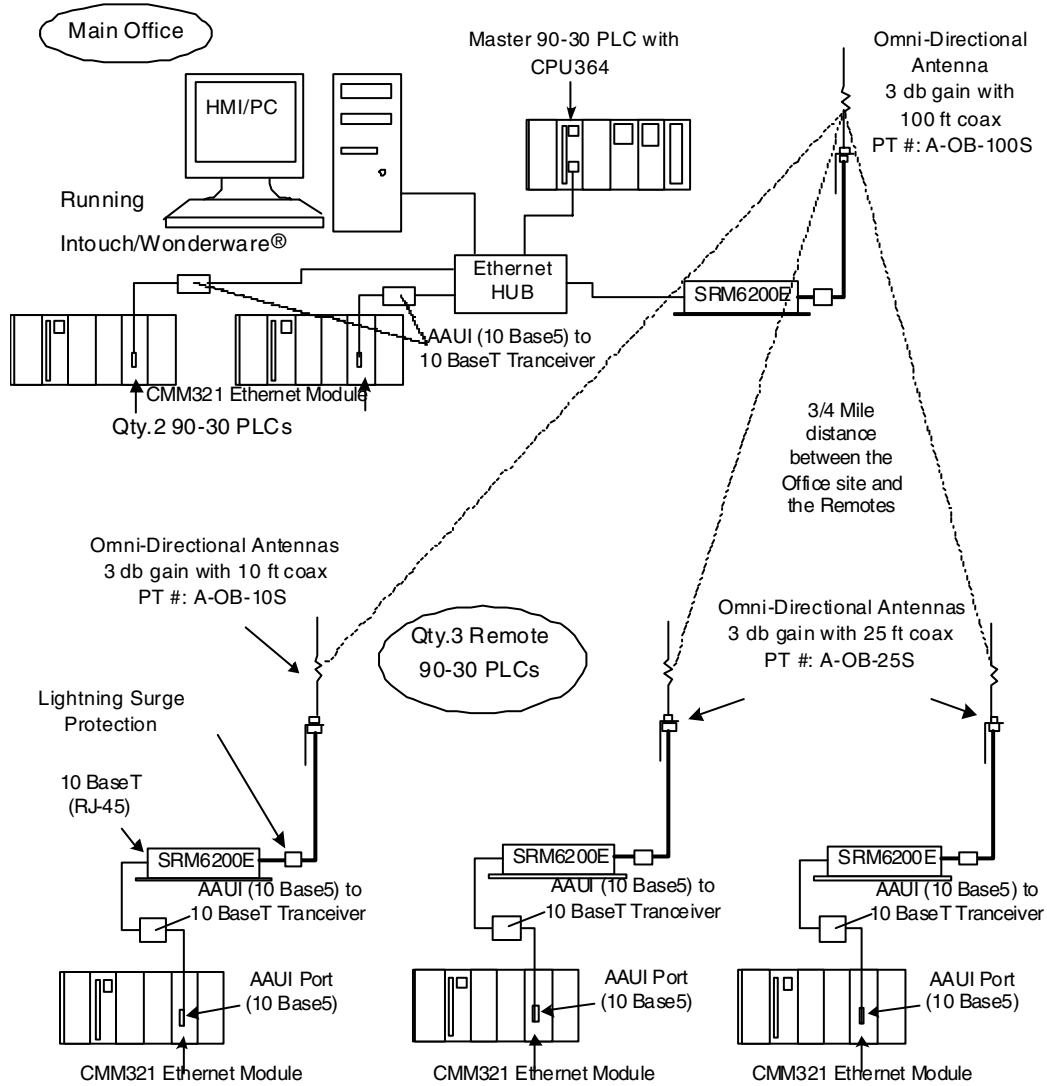 Main Office
HMI/PC
Running
Intouch/Wonderware®
Master 90-30 PLC with
CPU364
Omni-Directional
Antenna
3 db gain with
100 ft coax
PT #: A-OB-100S
Ethernet
HUB
SRM6200E
AAUI (10 Base5) to
10 BaseT Tranceiver
CMM321 Ethernet Module
Qty.2 90-30 PLCs
3/4 Mile
distance
between the
Office site and
the Remotes
Omni-Directional Antennas
3 db gain with 10 ft coax
PT #: A-OB-10S
Qty.3 Remote
90-30 PLCs
Omni-Directional Antennas
3 db gain with 25 ft coax
PT #: A-OB-25S
Lightning Surge
Protection
10 BaseT
(RJ-45)
SRM6200E
AAUI (10 Base5) to
10 BaseT Tranceiver
AAUI Port
(10 Base5)
CMM321 Ethernet Module
SRM6200E
AAUI (10 Base5) to
10 BaseT Tranceiver
AAUI Port
(10 Base5)
CMM321 Ethernet Module
SRM6200E
AAUI (10 Base5) to
10 BaseT Tranceiver
AAUI Port
(10 Base5)
CMM321 Ethernet Module